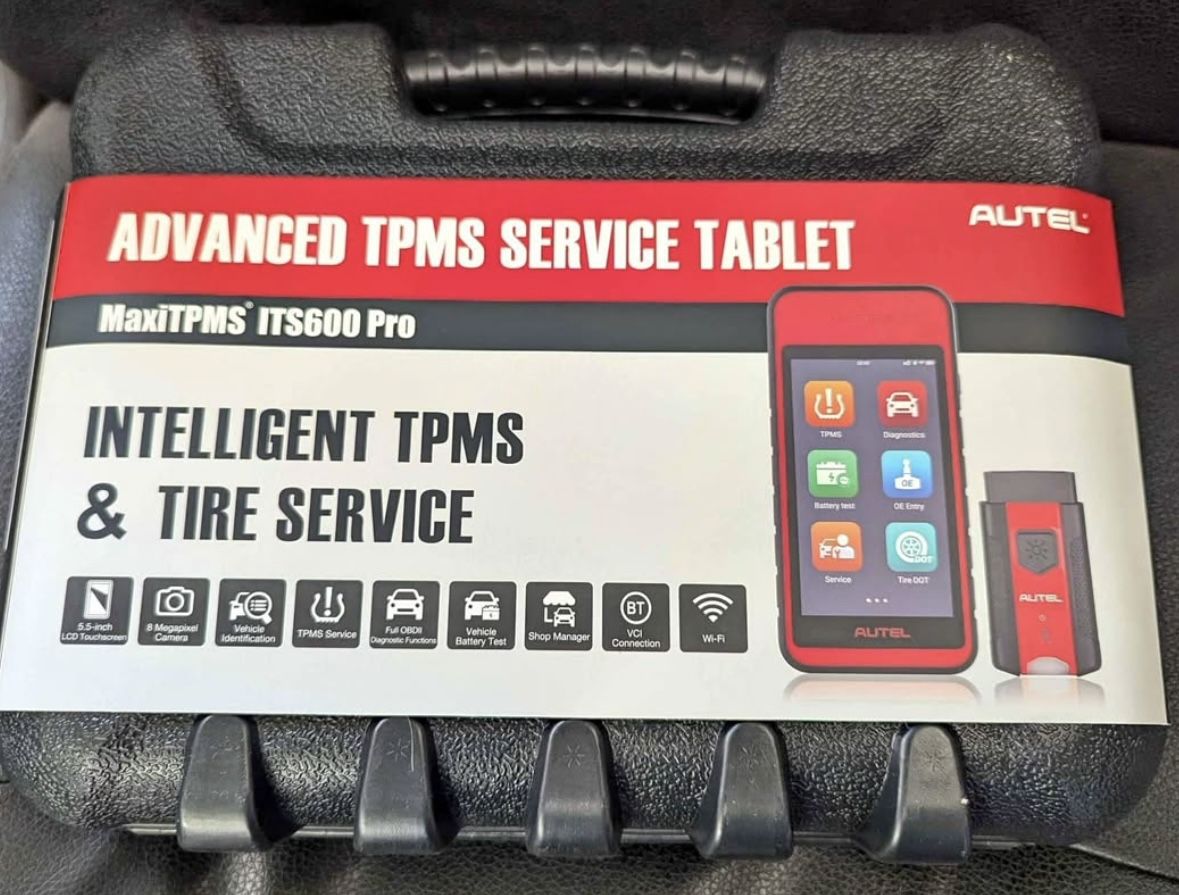 AUTEL
ADVANCED TPMS SERVICE TABLET
MaxiTPMS® ITS600 Pro
INTELLIGENT TPMS
& TIRE SERVICE
5.5-inch
LCD Touchscreen
8 Megapixel
Camera
Vehicle
Identification
TPMS Service
Full OBDII
Diagnostic Functions
Vehicle
Battery Test
Shop Manager
BT
VCI
Connection
Wi-Fi
TPMS
Diagnostics
Battery test
OE
OE Entry
Service
DOT
Tire DOT
AUTEL
AUTEL